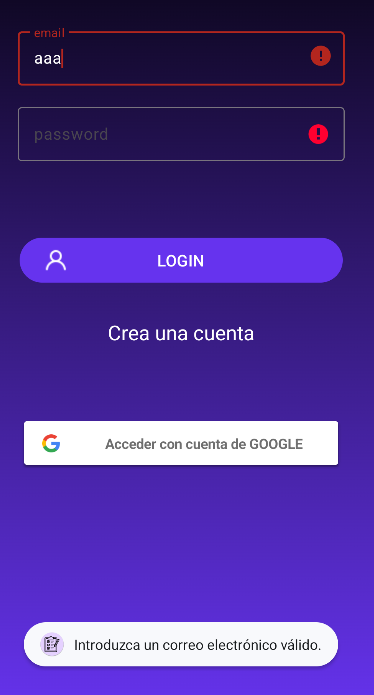 email
aaa
password
LOGIN
Crea una cuenta
Acceder con cuenta de GOOGLE
Introduzca un correo electrónico válido.